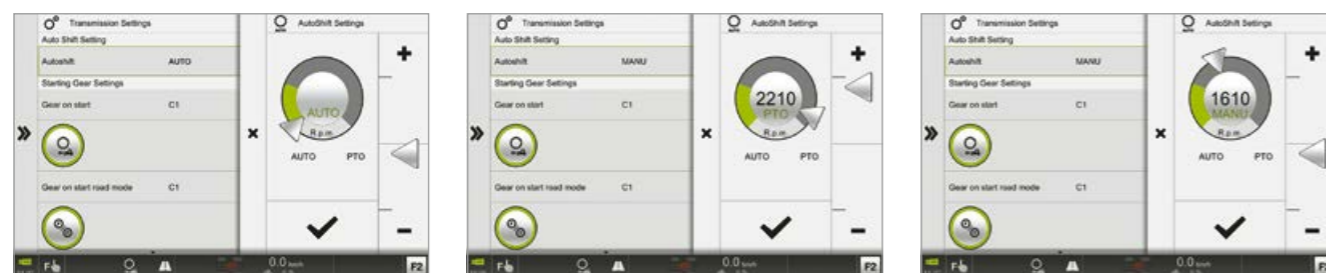 Transmission Settings
Auto Shift Setting
Autoshift AUTO
Starting Gear Settings
Gear on start C1
Gear on start road mode C1
AutoShift Settings
AUTO
R.p.m.
AUTO PTO
F
0.0 km/h
F2
Transmission Settings
Auto Shift Setting
Autoshift MANU
Starting Gear Settings
Gear on start C1
Gear on start road mode C1
AutoShift Settings
2210
PTO
R.p.m.
AUTO PTO
F
0.0 km/h
F2
Transmission Settings
Auto Shift Setting
Autoshift MANU
Starting Gear Settings
Gear on start C1
Gear on start road mode C1
AutoShift Settings
1610
MANU
R.p.m.
AUTO PTO
F
0.0 km/h